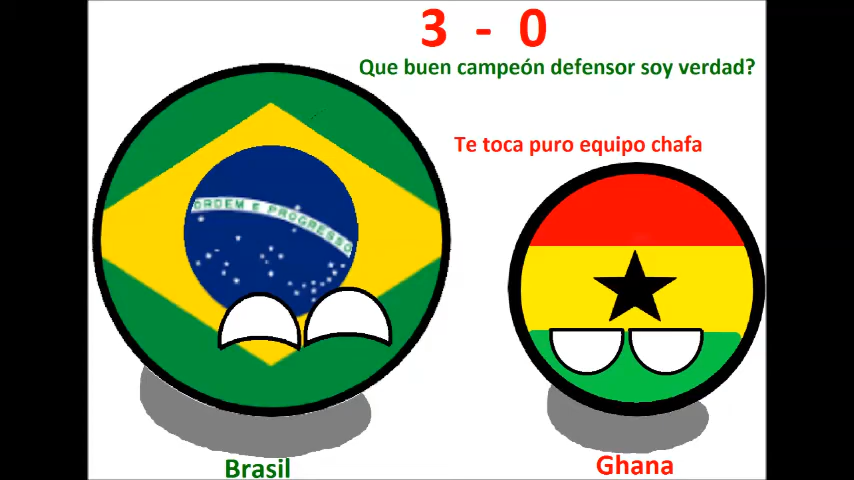 3 - 0
Que buen campeón defensor soy verdad?
Te toca puro equipo chafa
ORDEM E PROGRESSO
Brasil
Ghana